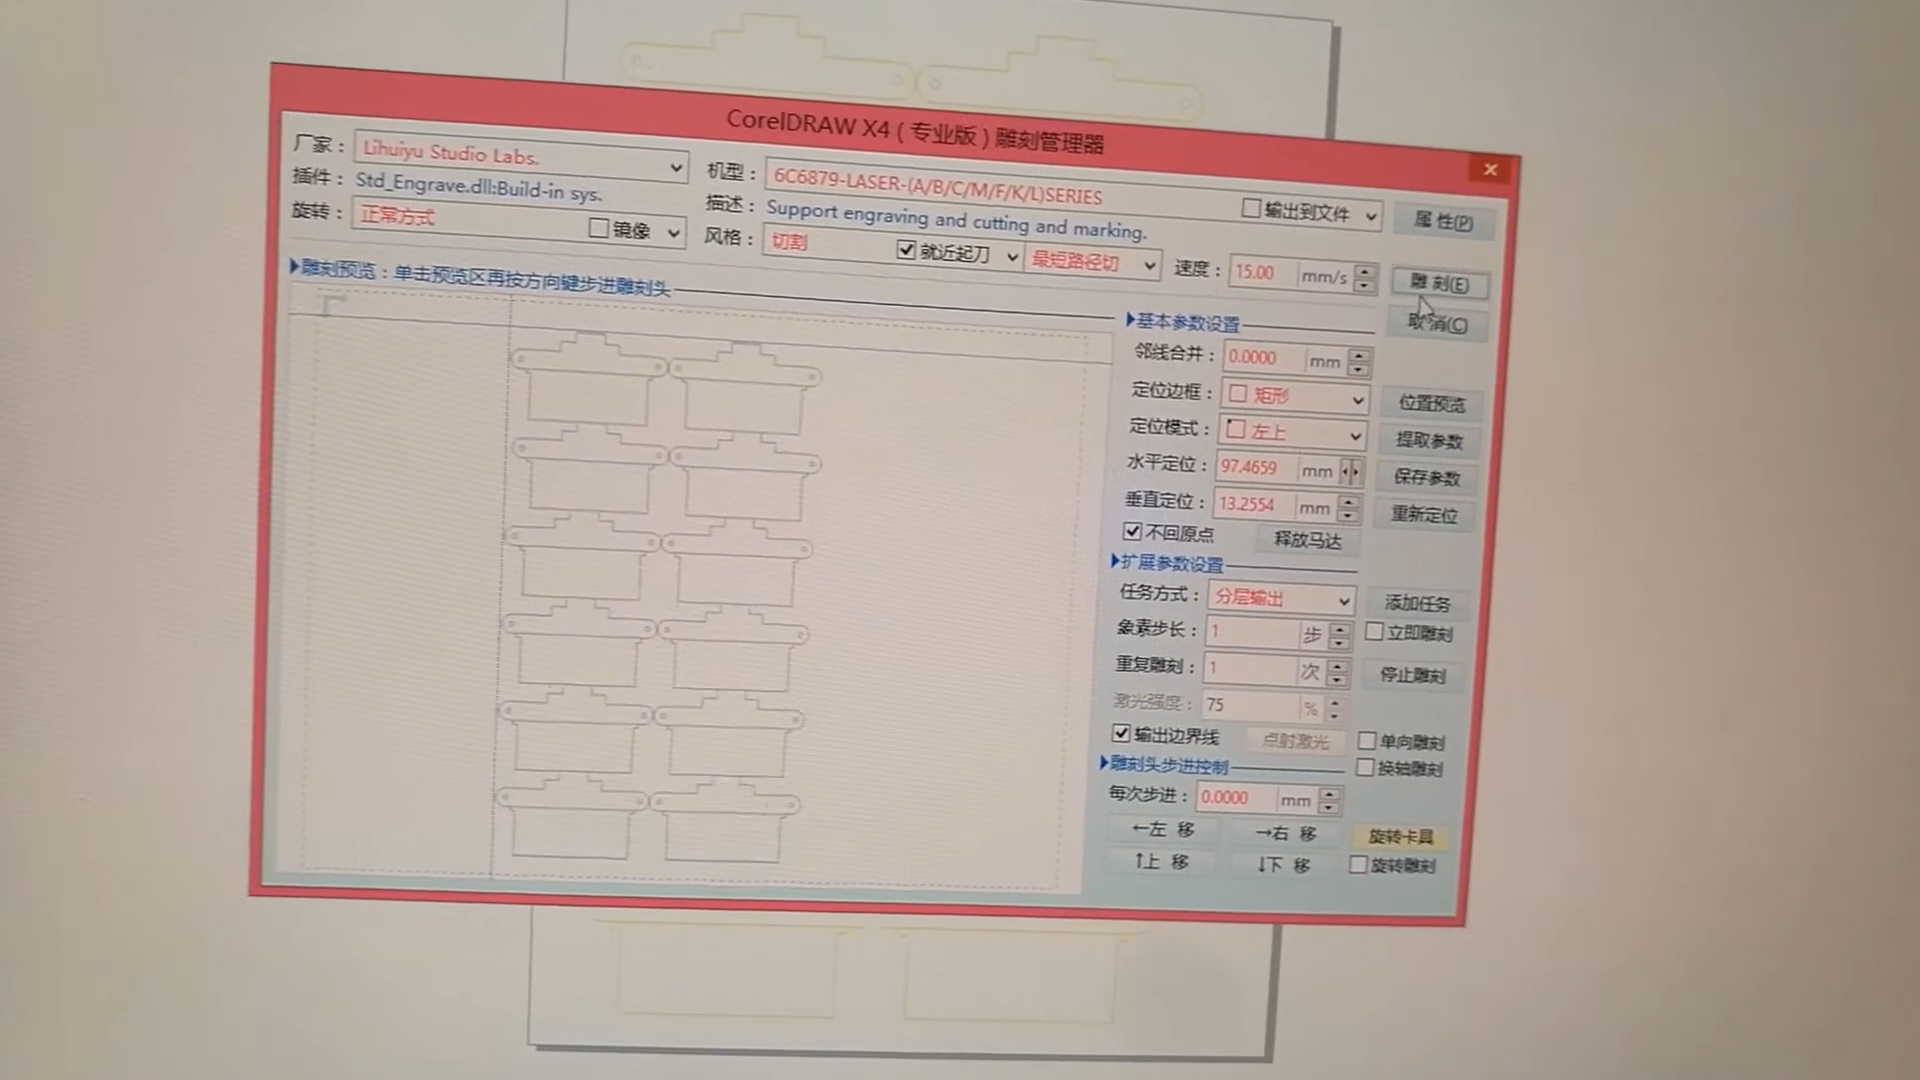 CorelDRAW X4 ( 专业版 ) 雕刻管理器
厂家： Lihuiyu Studio Labs.
机型： 6C6879-LASER-(A/B/C/M/F/K/L)SERIES
输出到文件
属 性(P)
插件： Std_Engrave.dll:Build-in sys.
描述： Support engraving and cutting and marking.
旋转： 正常方式 镜像
风格： 切割 就近起刀 最短路径切
速度： 15.00 mm/s
雕 刻(E)
取 消(C)
雕刻预览：单击预览区再按方向键步进雕刻头
基本参数设置
邻线合并： 0.0000 mm
定位边框： 矩形
位置预览
定位模式： 左上
提取参数
水平定位： 97.4659 mm
保存参数
垂直定位： 13.2554 mm
重新定位
不回原点 释放马达
扩展参数设置
任务方式： 分层输出
添加任务
象素步长： 1 步
立即雕刻
重复雕刻： 1 次
停止雕刻
激光强度： 75 %
输出边界线 点射激光 单向雕刻
雕刻头步进控制
换轴雕刻
每次步进： 0.0000 mm
←左 移 →右 移 旋转卡具
↑上 移 ↓下 移 旋转雕刻